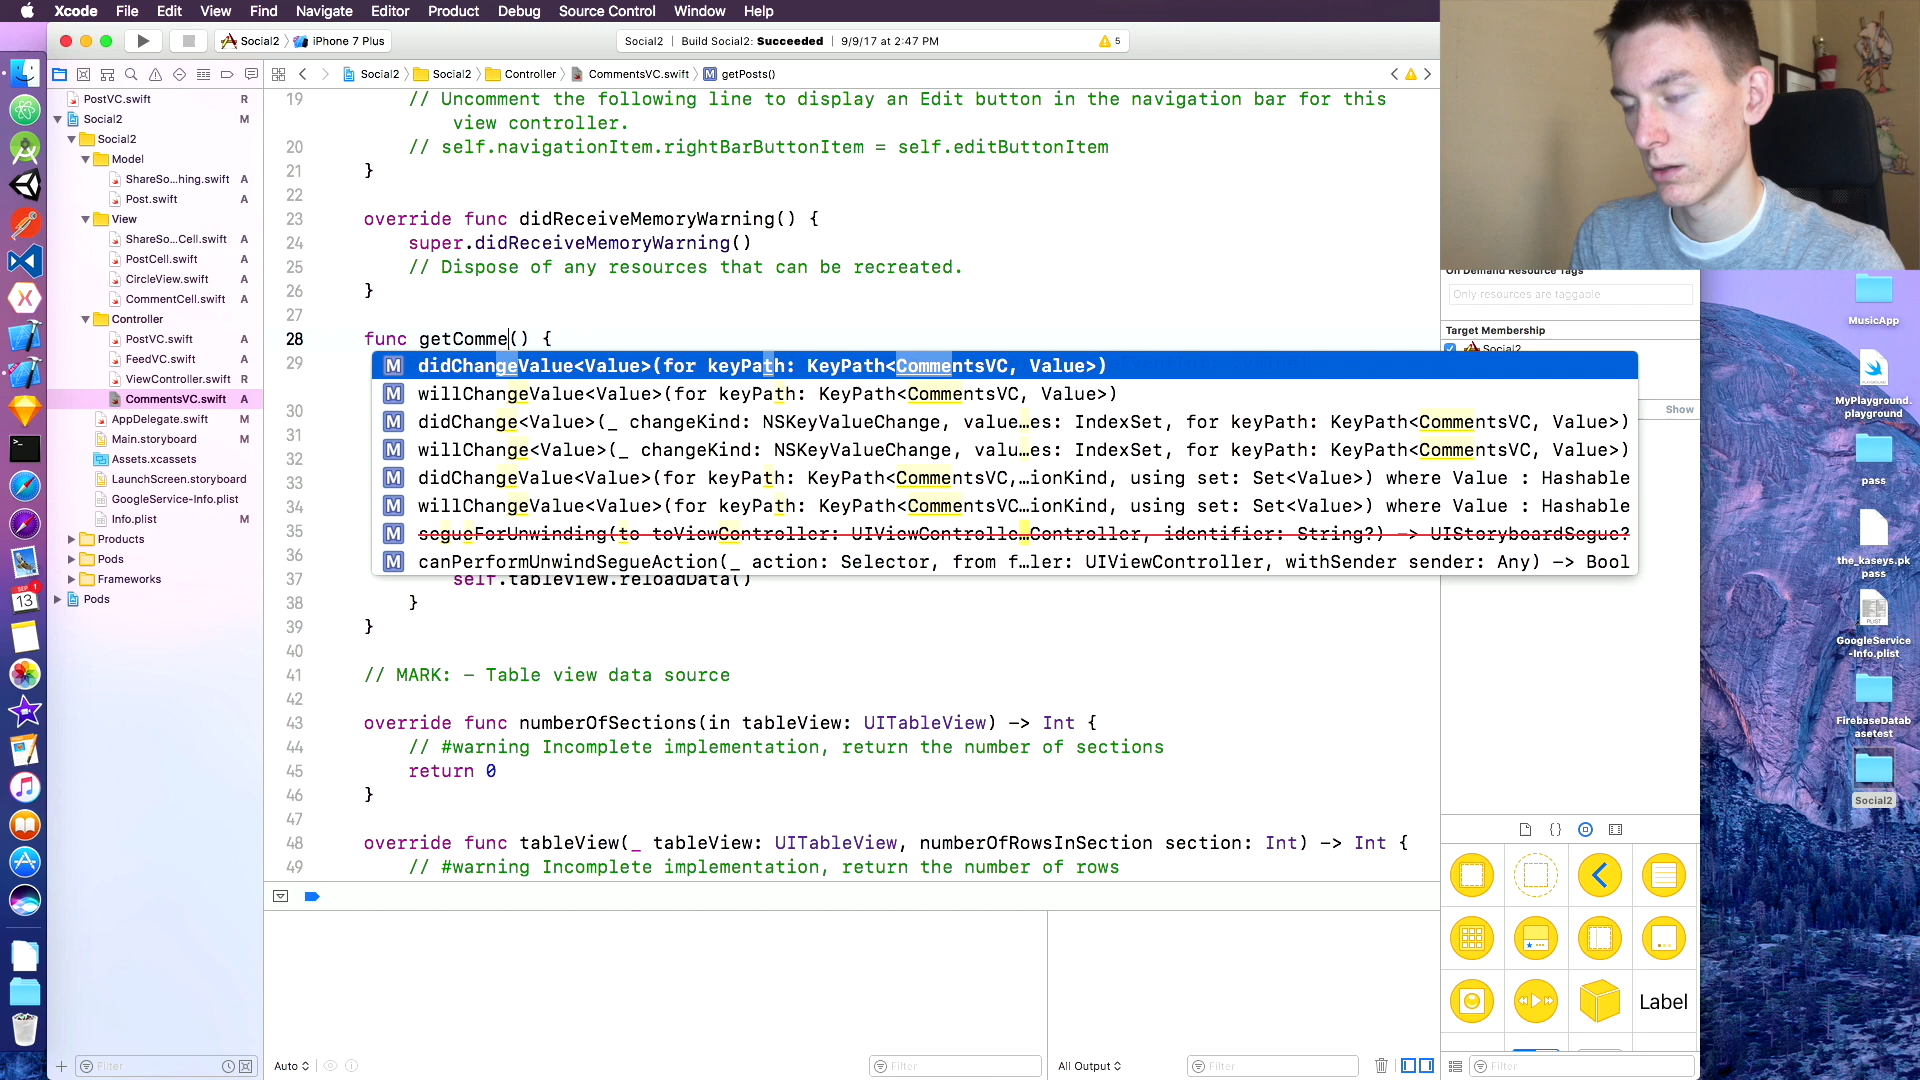 Xcode File Edit View Find Navigate Editor Product Debug Source Control Window Help
Social2 iPhone 7 Plus
Social2 | Build Social2: Succeeded | 9/9/17 at 2:47 PM
5
Social2 Social2 Controller CommentsVC.swift M getPosts()
PostVC.swift R
Social2 M
Social2
Model
ShareSo...hing.swift A
Post.swift A
View
ShareSo...Cell.swift A
PostCell.swift A
CircleView.swift A
CommentCell.swift A
Controller
PostVC.swift A
FeedVC.swift A
ViewController.swift R
CommentsVC.swift A
AppDelegate.swift M
Main.storyboard M
Assets.xcassets
LaunchScreen.storyboard
GoogleService-Info.plist
Info.plist M
Products
Pods
Frameworks
Pods
19 // Uncomment the following line to display an Edit button in the navigation bar for this
view controller.
20 // self.navigationItem.rightBarButtonItem = self.editButtonItem
21 }
22
23 override func didReceiveMemoryWarning() {
24 super.didReceiveMemoryWarning()
25 // Dispose of any resources that can be recreated.
26 }
27
28 func getComme() {
29
M didChangeValue<Value>(for keyPath: KeyPath<CommentsVC, Value>)
M willChangeValue<Value>(for keyPath: KeyPath<CommentsVC, Value>)
M didChange<Value>(_ changeKind: NSKeyValueChange, value...es: IndexSet, for keyPath: KeyPath<CommentsVC, Value>)
M willChange<Value>(_ changeKind: NSKeyValueChange, valu...es: IndexSet, for keyPath: KeyPath<CommentsVC, Value>)
M didChangeValue<Value>(for keyPath: KeyPath<CommentsVC,...ionKind, using set: Set<Value>) where Value : Hashable
M willChangeValue<Value>(for keyPath: KeyPath<CommentsVC...ionKind, using set: Set<Value>) where Value : Hashable
M segueForUnwinding(to toViewController: UIViewControlle...Controller, identifier: String?) -> UIStoryboardSegue?
M canPerformUnwindSegueAction(_ action: Selector, from f...ler: UIViewController, withSender sender: Any) -> Bool
30
31
32
33
34
35
36
37 self.tableView.reloadData()
38 }
39 }
40
41 // MARK: - Table view data source
42
43 override func numberOfSections(in tableView: UITableView) -> Int {
44 // #warning Incomplete implementation, return the number of sections
45 return 0
46 }
47
48 override func tableView(_ tableView: UITableView, numberOfRowsInSection section: Int) -> Int {
49 // #warning Incomplete implementation, return the number of rows
On Demand Resource Tags
Only resources are taggable
Target Membership
Social2
Show
Label
Filter
Auto
Filter
All Output
Filter
Filter
MusicApp
MyPlayground.
playground
pass
the_kaseys.pk
pass
GoogleService
-Info.plist
FirebaseDatab
asetest
Social2
SEP
13
1
PLIST